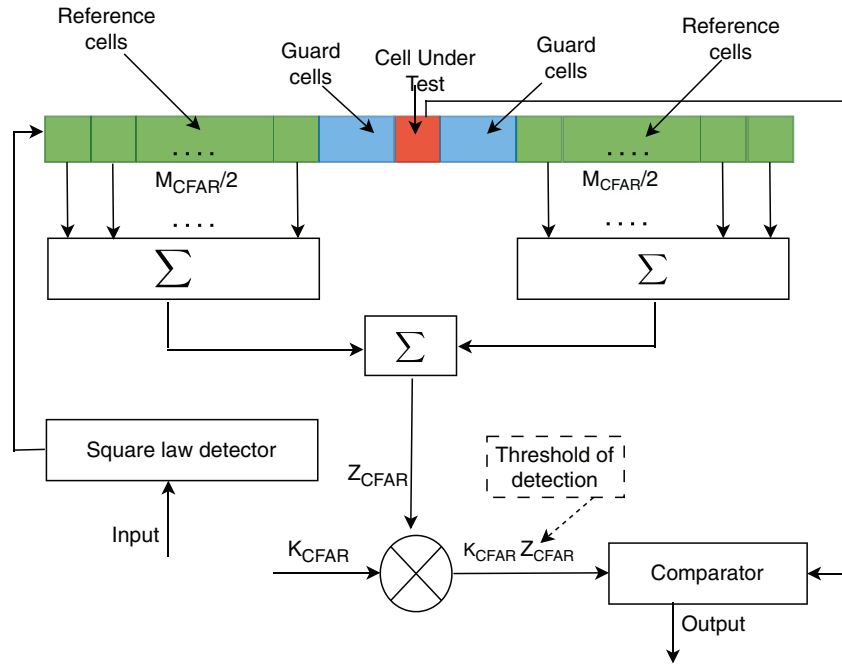 Reference
cells
Guard
cells
Cell Under
Test
Guard
cells
Reference
cells
. . . .
. . . .
M_CFAR/2
M_CFAR/2
. . . .
. . . .
Σ
Σ
Σ
Square law detector
Z_CFAR
Threshold of
detection
Input
K_CFAR
K_CFAR Z_CFAR
Comparator
Output